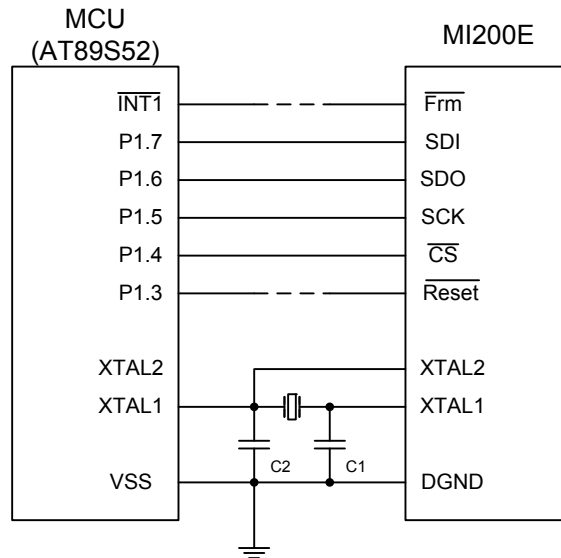 MCU
(AT89S52)
MI200E
INT1
Frm
P1.7
SDI
P1.6
SDO
P1.5
SCK
P1.4
CS
P1.3
Reset
XTAL2
XTAL2
XTAL1
XTAL1
C2
C1
VSS
DGND